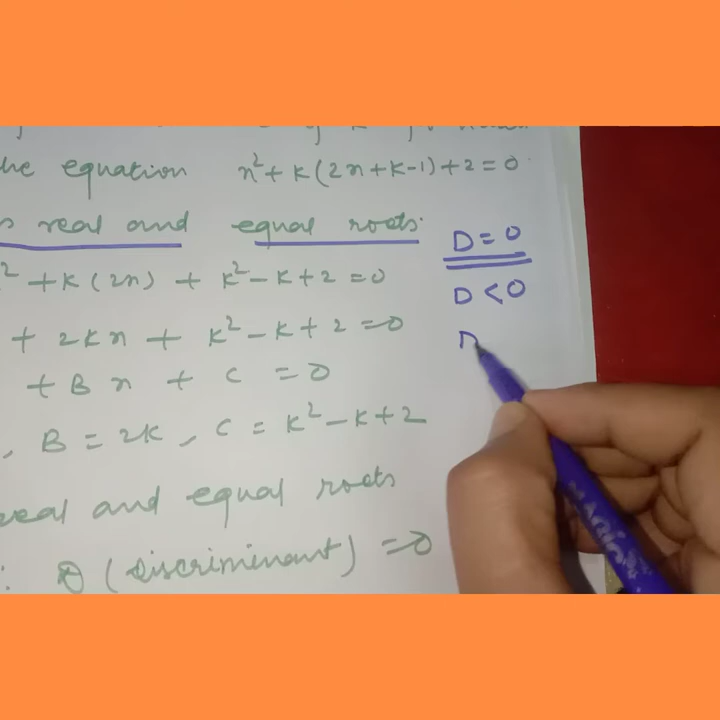 he equation x² + k(2x+k-1)+2=0
s real and equal roots.
² + k(2x) + k²-k+2=0
+ 2kx + k²-k+2=0
+ Bx + C = 0
, B = 2k, C = k²-k+2
real and equal roots
: D (discriminant) = 0
D=0
D<0
D